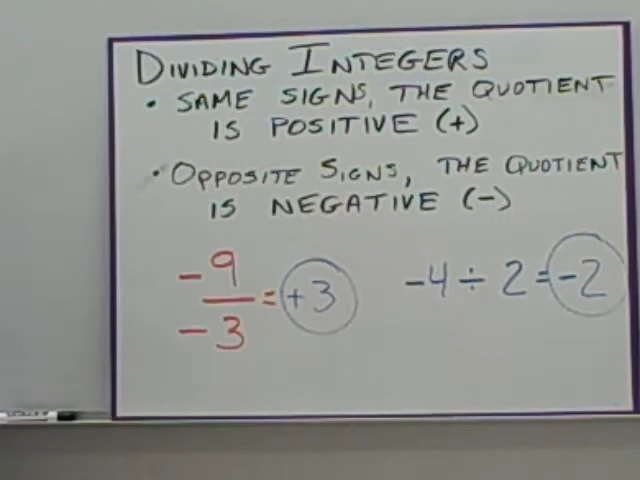 DIVIDING INTEGERS
• SAME SIGNS, THE QUOTIENT
IS POSITIVE (+)
• OPPOSITE SIGNS, THE QUOTIENT
IS NEGATIVE (-)
-9
— = +3
-3
-4 ÷ 2 = -2